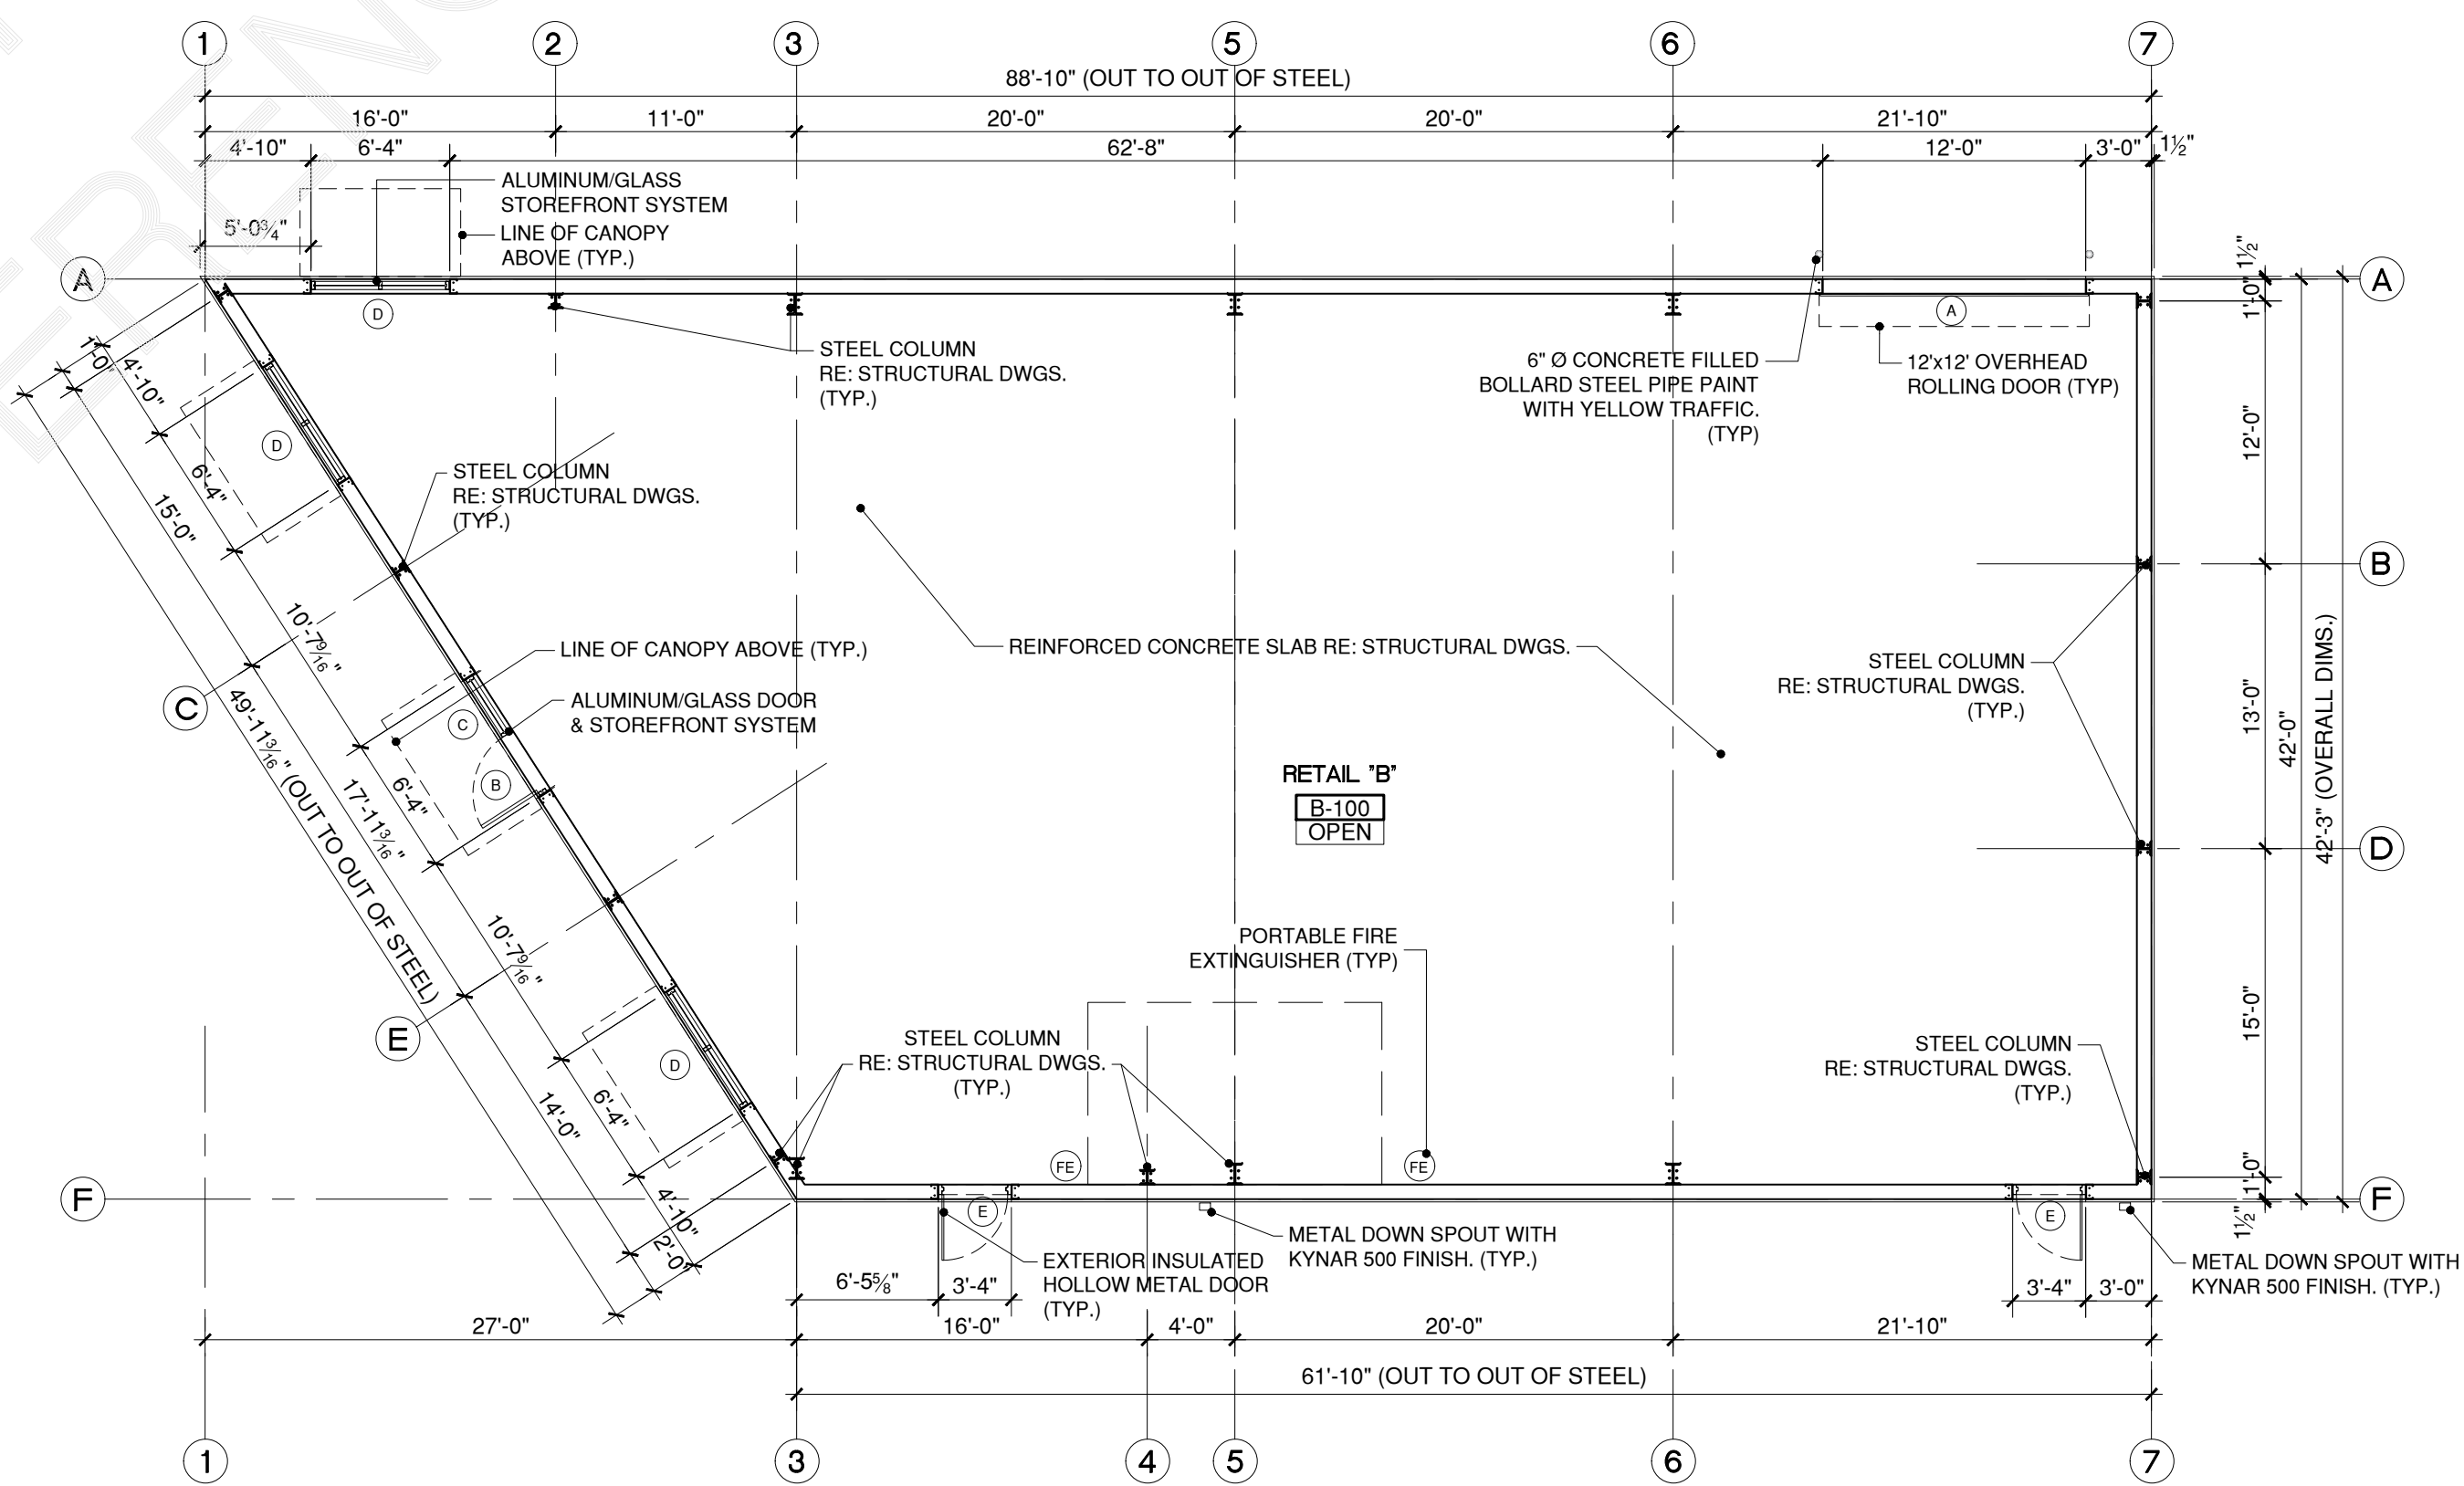 1 2 3 5 6 7
88'-10" (OUT TO OUT OF STEEL)
16'-0" 11'-0" 20'-0" 20'-0" 21'-10"
4'-10" 6'-4" 62'-8" 12'-0" 3'-0" 1½"
ALUMINUM/GLASS
STOREFRONT SYSTEM
LINE OF CANOPY
ABOVE (TYP.)
5'-0¾"
A
A
1½"
1'-0"
D
A
STEEL COLUMN
RE: STRUCTURAL DWGS.
(TYP.)
6" Ø CONCRETE FILLED
BOLLARD STEEL PIPE PAINT
WITH YELLOW TRAFFIC.
(TYP)
12'x12' OVERHEAD
ROLLING DOOR (TYP)
1'-0"
4'-10"
D
6'-4"
15'-0"
12'-0"
STEEL COLUMN
RE: STRUCTURAL DWGS.
(TYP.)
B
10'-7 9⁄16"
LINE OF CANOPY ABOVE (TYP.)
REINFORCED CONCRETE SLAB RE: STRUCTURAL DWGS.
STEEL COLUMN
RE: STRUCTURAL DWGS.
(TYP.)
C
ALUMINUM/GLASS DOOR
& STOREFRONT SYSTEM
C
B
49'-11 3⁄16" (OUT TO OUT OF STEEL)
17'-11 3⁄16"
6'-4"
13'-0"
42'-0"
42'-3" (OVERALL DIMS.)
RETAIL "B"
B-100
OPEN
D
10'-7 9⁄16"
PORTABLE FIRE
EXTINGUISHER (TYP)
E
D
STEEL COLUMN
RE: STRUCTURAL DWGS.
(TYP.)
STEEL COLUMN
RE: STRUCTURAL DWGS.
(TYP.)
15'-0"
14'-0"
6'-4"
FE
FE
4'-10"
2'-0"
1'-0"
F
F
1½"
E
E
METAL DOWN SPOUT WITH
KYNAR 500 FINISH. (TYP.)
EXTERIOR INSULATED
HOLLOW METAL DOOR
(TYP.)
METAL DOWN SPOUT WITH
KYNAR 500 FINISH. (TYP.)
6'-5⅝" 3'-4" 3'-4" 3'-0"
27'-0" 16'-0" 4'-0" 20'-0" 21'-10"
61'-10" (OUT TO OUT OF STEEL)
1 3 4 5 6 7